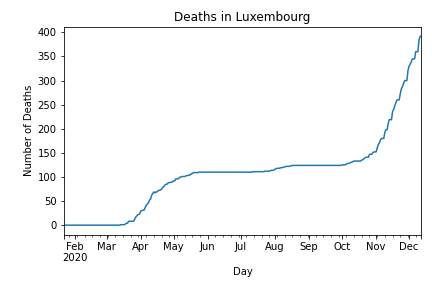 Deaths in Luxembourg
Number of Deaths
400
350
300
250
200
150
100
50
0
Feb Mar Apr May Jun Jul Aug Sep Oct Nov Dec
2020
Day